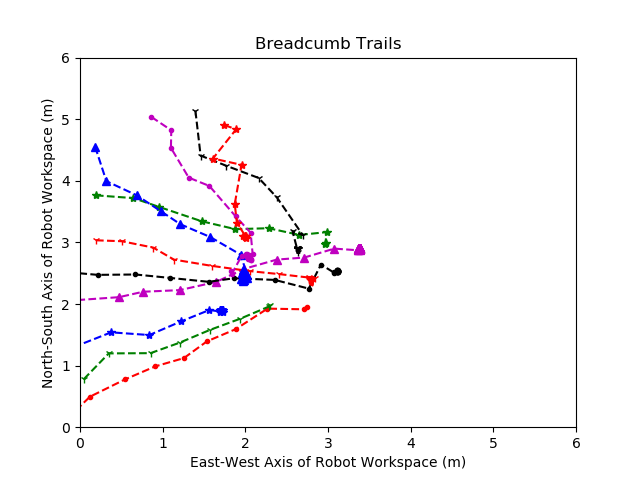 Breadcumb Trails
North-South Axis of Robot Workspace (m)
6
5
4
3
2
1
0
0 1 2 3 4 5 6
East-West Axis of Robot Workspace (m)